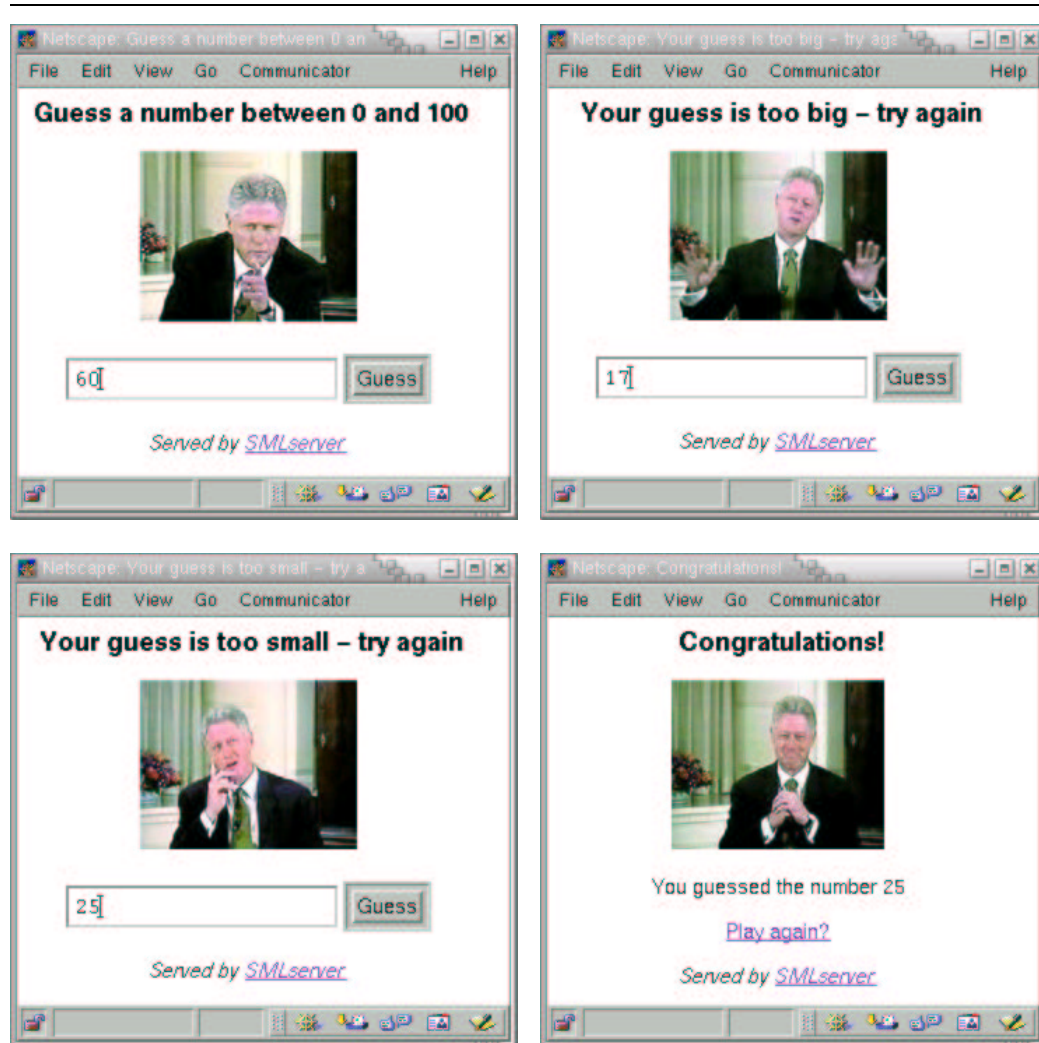 Netscape: Guess a number between 0 an
File Edit View Go Communicator Help
Guess a number between 0 and 100
60
Guess
Served by SMLserver
Netscape: Your guess is too big – try aga
File Edit View Go Communicator Help
Your guess is too big – try again
17
Guess
Served by SMLserver
Netscape: Your guess is too small – try a
File Edit View Go Communicator Help
Your guess is too small – try again
25
Guess
Served by SMLserver
Netscape: Congratulations!
File Edit View Go Communicator Help
Congratulations!
You guessed the number 25
Play again?
Served by SMLserver